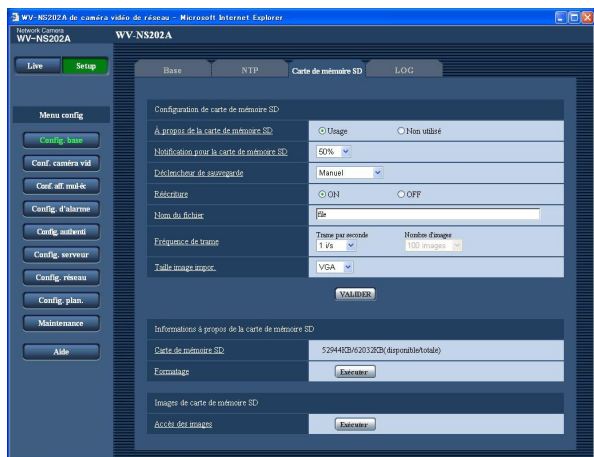 WV-NS202A de caméra vidéo de réseau - Microsoft Internet Explorer
Network Camera
WV-NS202A
WV-NS202A
Live Setup
Base NTP Carte de mémoire SD LOG
Menu config
Config. base
Conf. caméra vid
Conf. aff. mul-éc
Config. d'alarme
Config. authenti
Config. serveur
Config. réseau
Config. plan.
Maintenance
Aide
Configuration de carte de mémoire SD
À propos de la carte de mémoire SD Usage Non utilisé
Notification pour la carte de mémoire SD 50%
Déclencheur de sauvegarde Manuel
Réécriture ON OFF
Nom du fichier file
Fréquence de trame Trame par seconde 1 i/s Nombre d'images 100 images
Taille image impor. VGA
VALIDER
Informations à propos de la carte de mémoire SD
Carte de mémoire SD 52944KB/62032KB(disponible/totale)
Formatage Exécuter
Images de carte de mémoire SD
Accès des images Exécuter